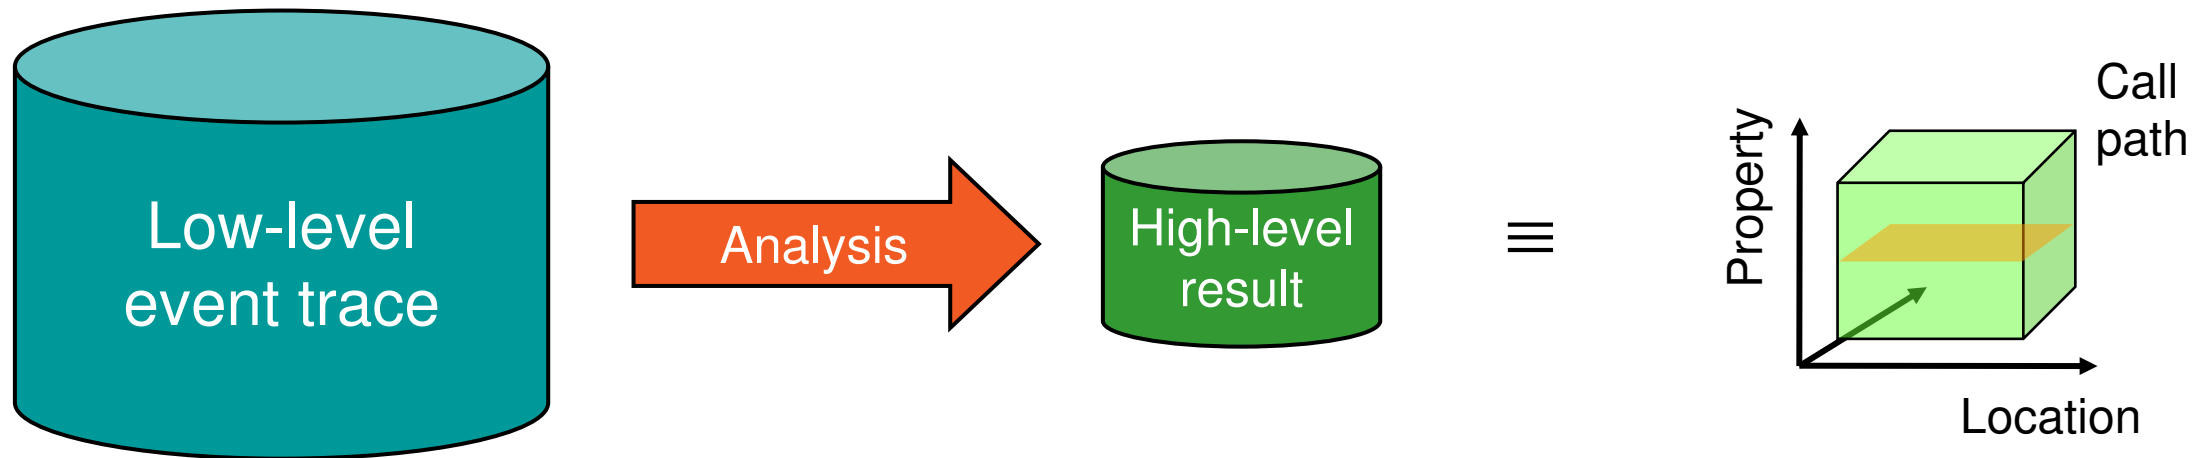 Low-level
event trace
Analysis
High-level
result
≡
Property
Call
path
Location